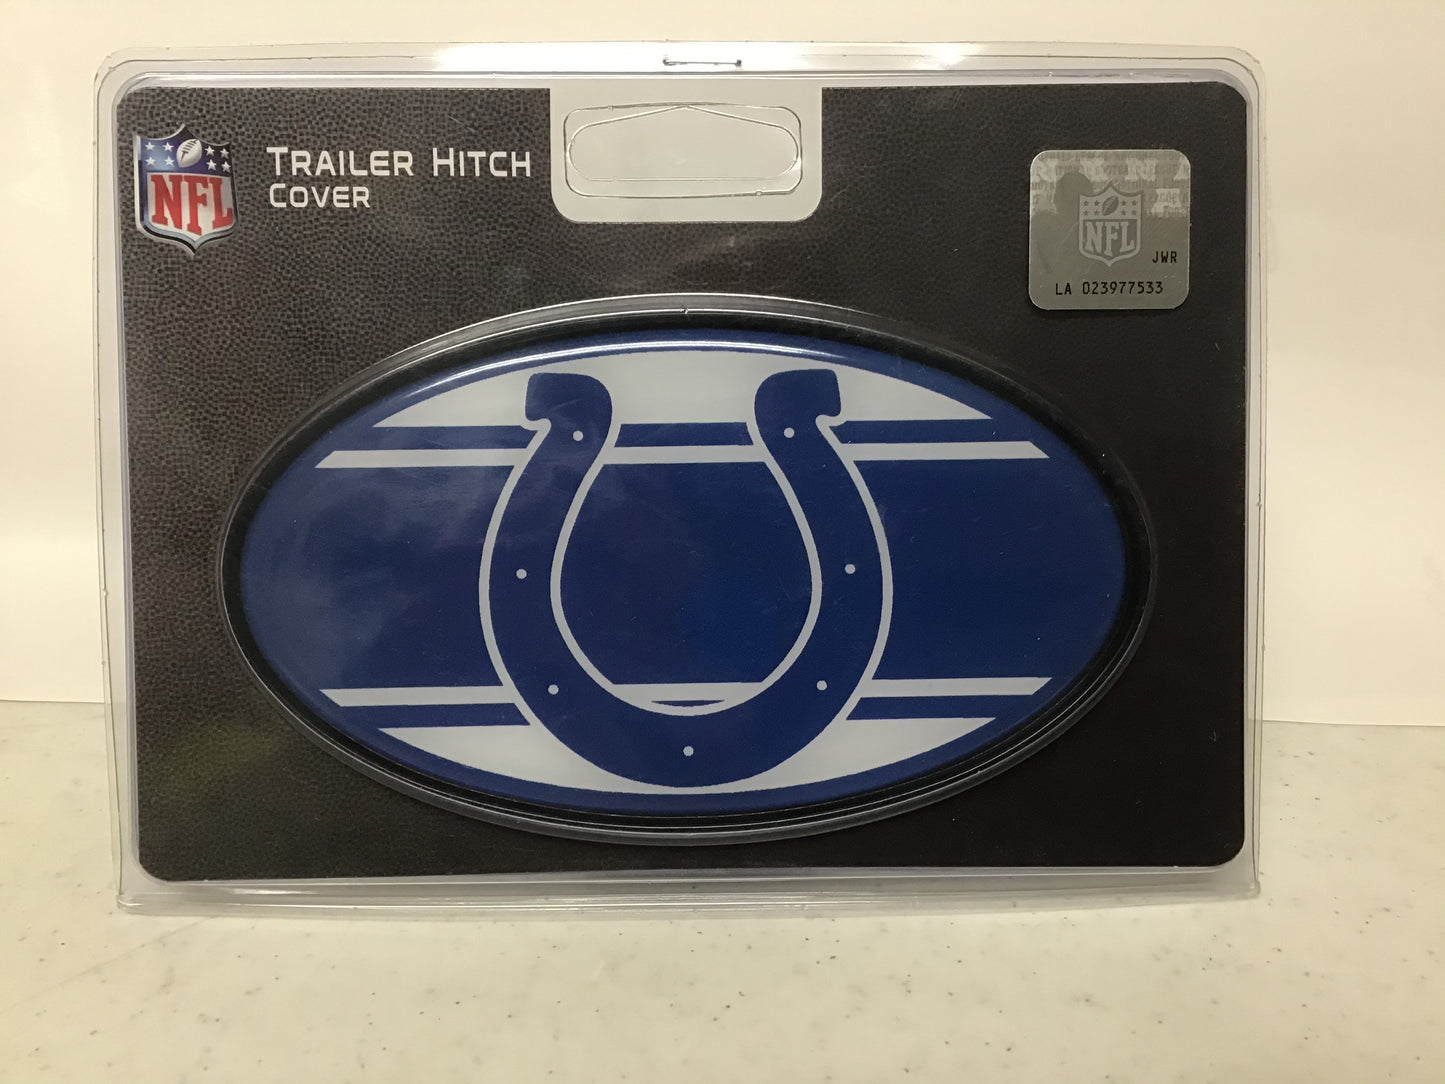 NFL
TRAILER HITCH
COVER
NFL
JWR
LA 023977533